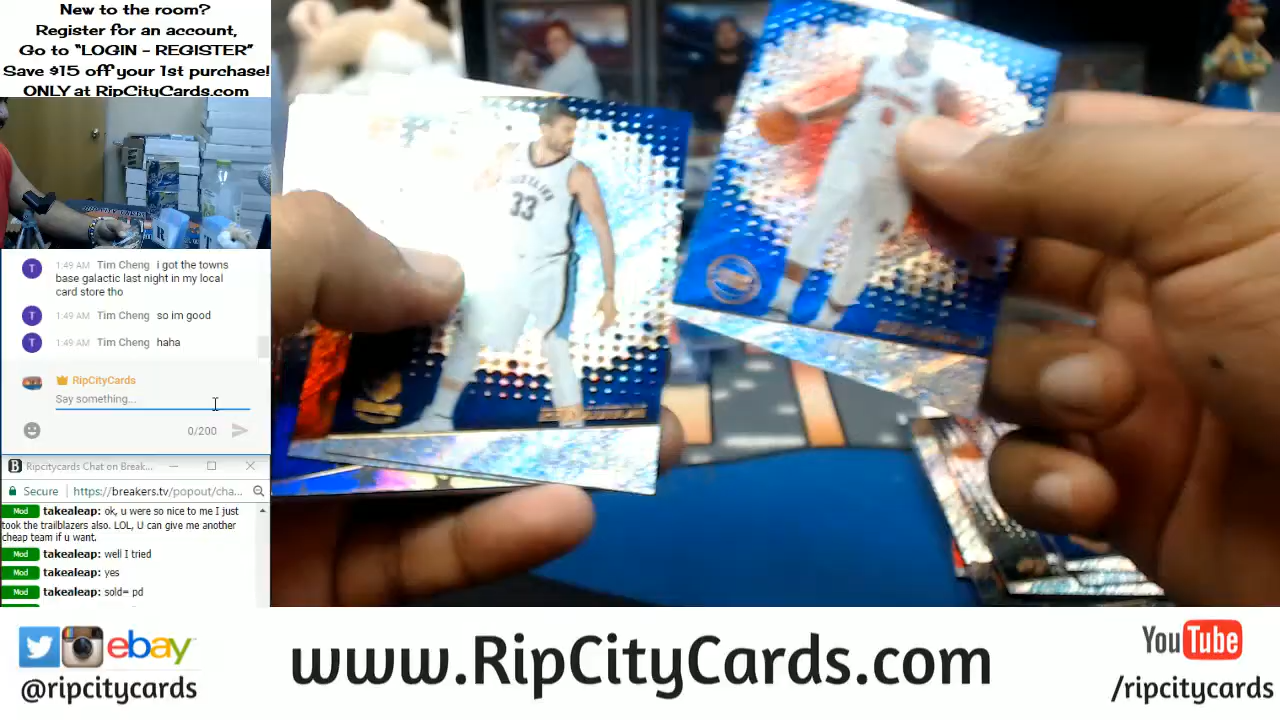 New to the room?
Register for an account,
Go to “LOGIN - REGISTER”
Save $15 off your 1st purchase!
ONLY at RipCityCards.com
T 1:49 AM Tim Cheng i got the towns
base galactic last night in my local
card store tho
T 1:49 AM Tim Cheng so im good
T 1:49 AM Tim Cheng haha
RipCityCards
Say something...
0/200
B Ripcitycards Chat on Break...
Secure https://breakers.tv/popout/cha...
Mod takealeap: ok, u were so nice to me I just
took the trailblazers also. LOL, U can give me another
cheap team if u want.
Mod takealeap: well I tried
Mod takealeap: yes
Mod takealeap: sold= pd
33
ebay
@ripcitycards
www.RipCityCards.com
YouTube
/ripcitycards